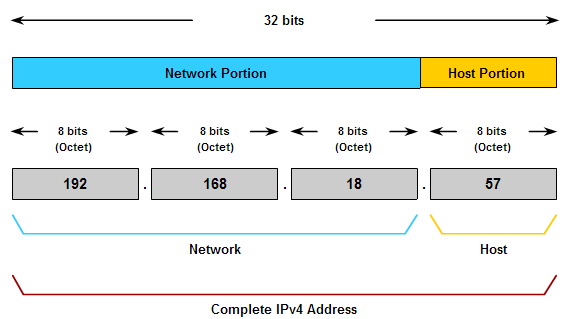 32 bits
Network Portion Host Portion
8 bits 8 bits 8 bits 8 bits
(Octet) (Octet) (Octet) (Octet)
192 . 168 . 18 . 57
Network Host
Complete IPv4 Address